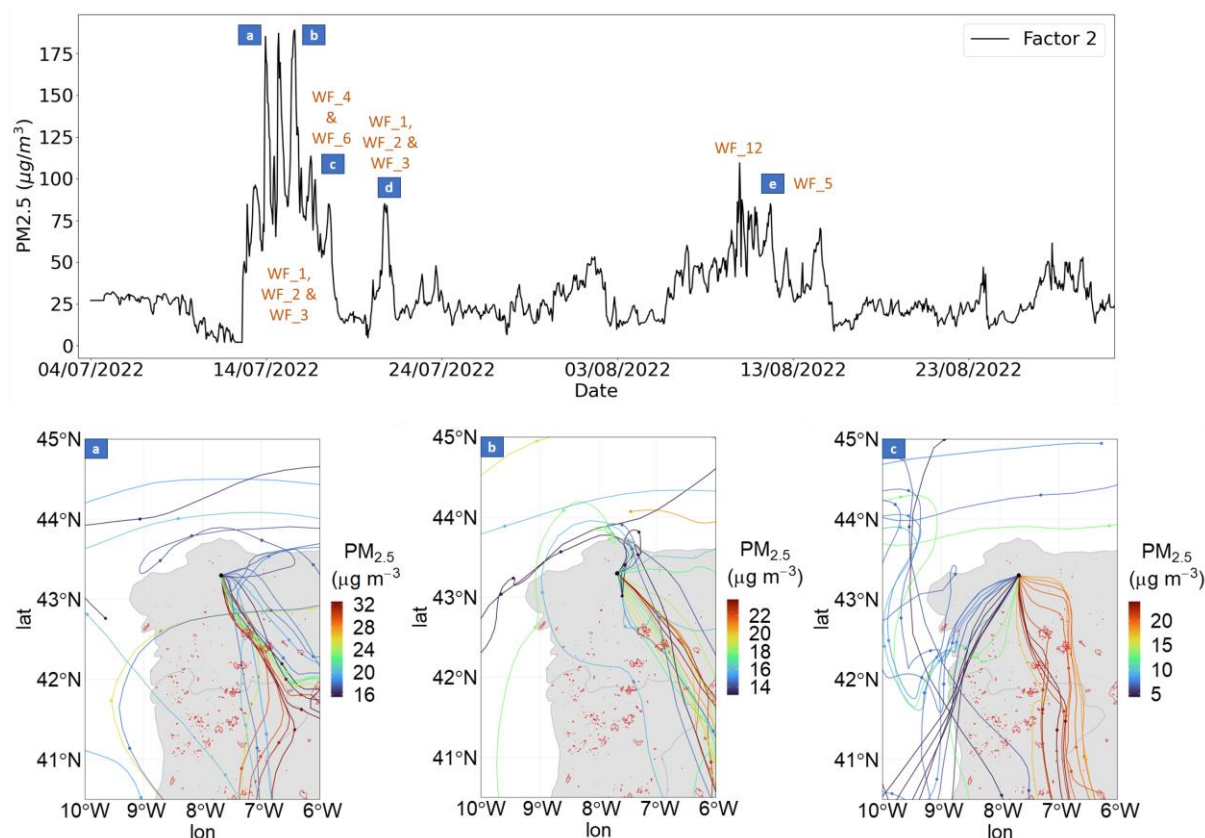 a
b
Factor 2
175
150
125
100
75
50
25
0
PM2.5 (µg/m³)
WF_4
&
WF_6
c
WF_1,
WF_2 &
WF_3
d
WF_12
e
WF_5
WF_1,
WF_2 &
WF_3
04/07/2022 14/07/2022 24/07/2022 03/08/2022 13/08/2022 23/08/2022
Date
a
45°N
44°N
43°N
42°N
41°N
lat
10°W 9°W 8°W 7°W 6°W
lon
PM2.5
(µg m−3)
32
28
24
20
16
b
45°N
44°N
43°N
42°N
41°N
lat
10°W 9°W 8°W 7°W 6°W
lon
PM2.5
(µg m−3)
22
20
18
16
14
c
45°N
44°N
43°N
42°N
41°N
lat
10°W 9°W 8°W 7°W 6°W
lon
PM2.5
(µg m−3)
20
15
10
5